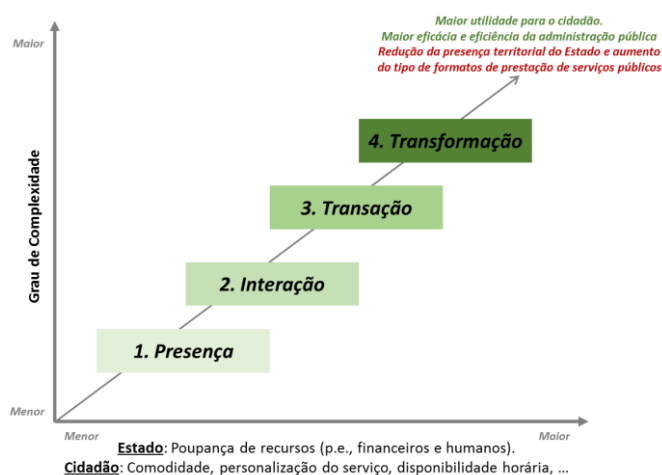 Maior utilidade para o cidadão.
Maior eficácia e eficiência da administração pública
Redução da presença territorial do Estado e aumento
do tipo de formatos de prestação de serviços públicos
Maior
Grau de Complexidade
4. Transformação
3. Transação
2. Interação
1. Presença
Menor
Menor
Maior
Estado: Poupança de recursos (p.e., financeiros e humanos).
Cidadão: Comodidade, personalização do serviço, disponibilidade horária, ...